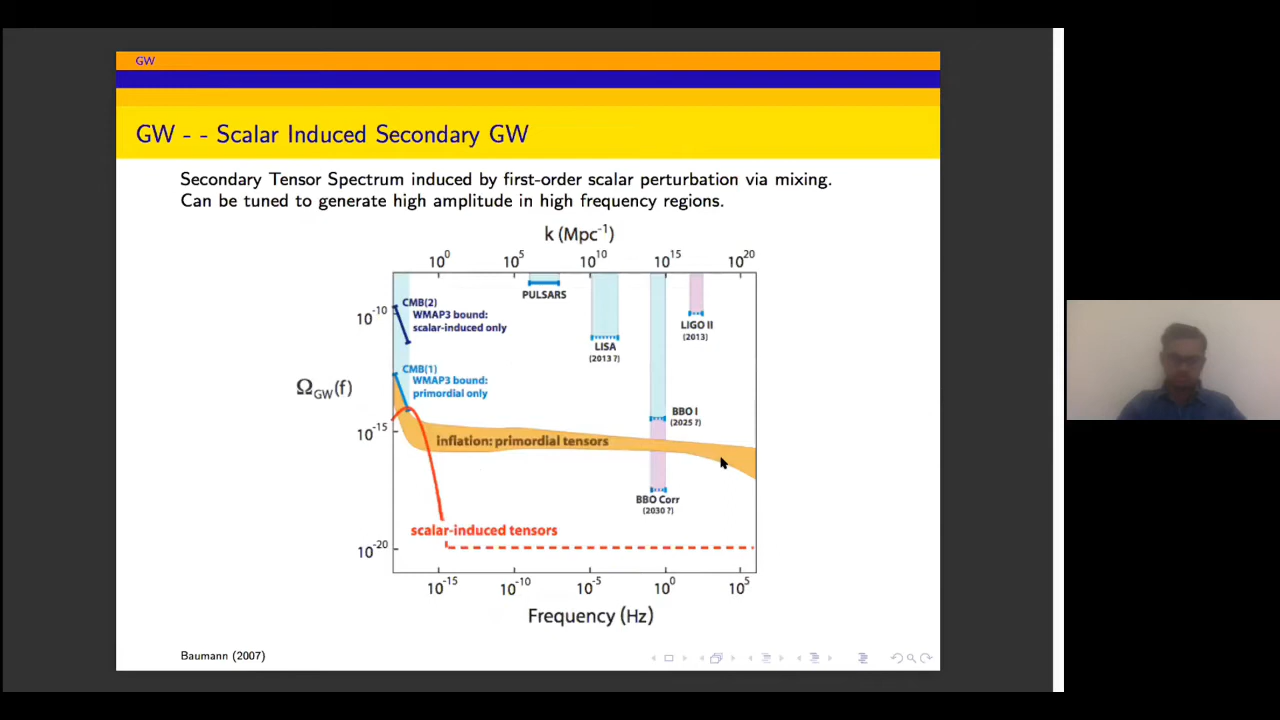 GW
GW - - Scalar Induced Secondary GW
Secondary Tensor Spectrum induced by first-order scalar perturbation via mixing.
Can be tuned to generate high amplitude in high frequency regions.
k (Mpc⁻¹)
10⁰ 10⁵ 10¹⁰ 10¹⁵ 10²⁰
PULSARS
CMB(2)
WMAP3 bound:
scalar-induced only
10⁻¹⁰
LIGO II
(2013)
LISA
(2013 ?)
CMB(1)
WMAP3 bound:
primordial only
Ω_GW(f)
BBO I
(2025 ?)
10⁻¹⁵
inflation: primordial tensors
BBO Corr
(2030 ?)
scalar-induced tensors
10⁻²⁰
10⁻¹⁵ 10⁻¹⁰ 10⁻⁵ 10⁰ 10⁵
Frequency (Hz)
Baumann (2007)